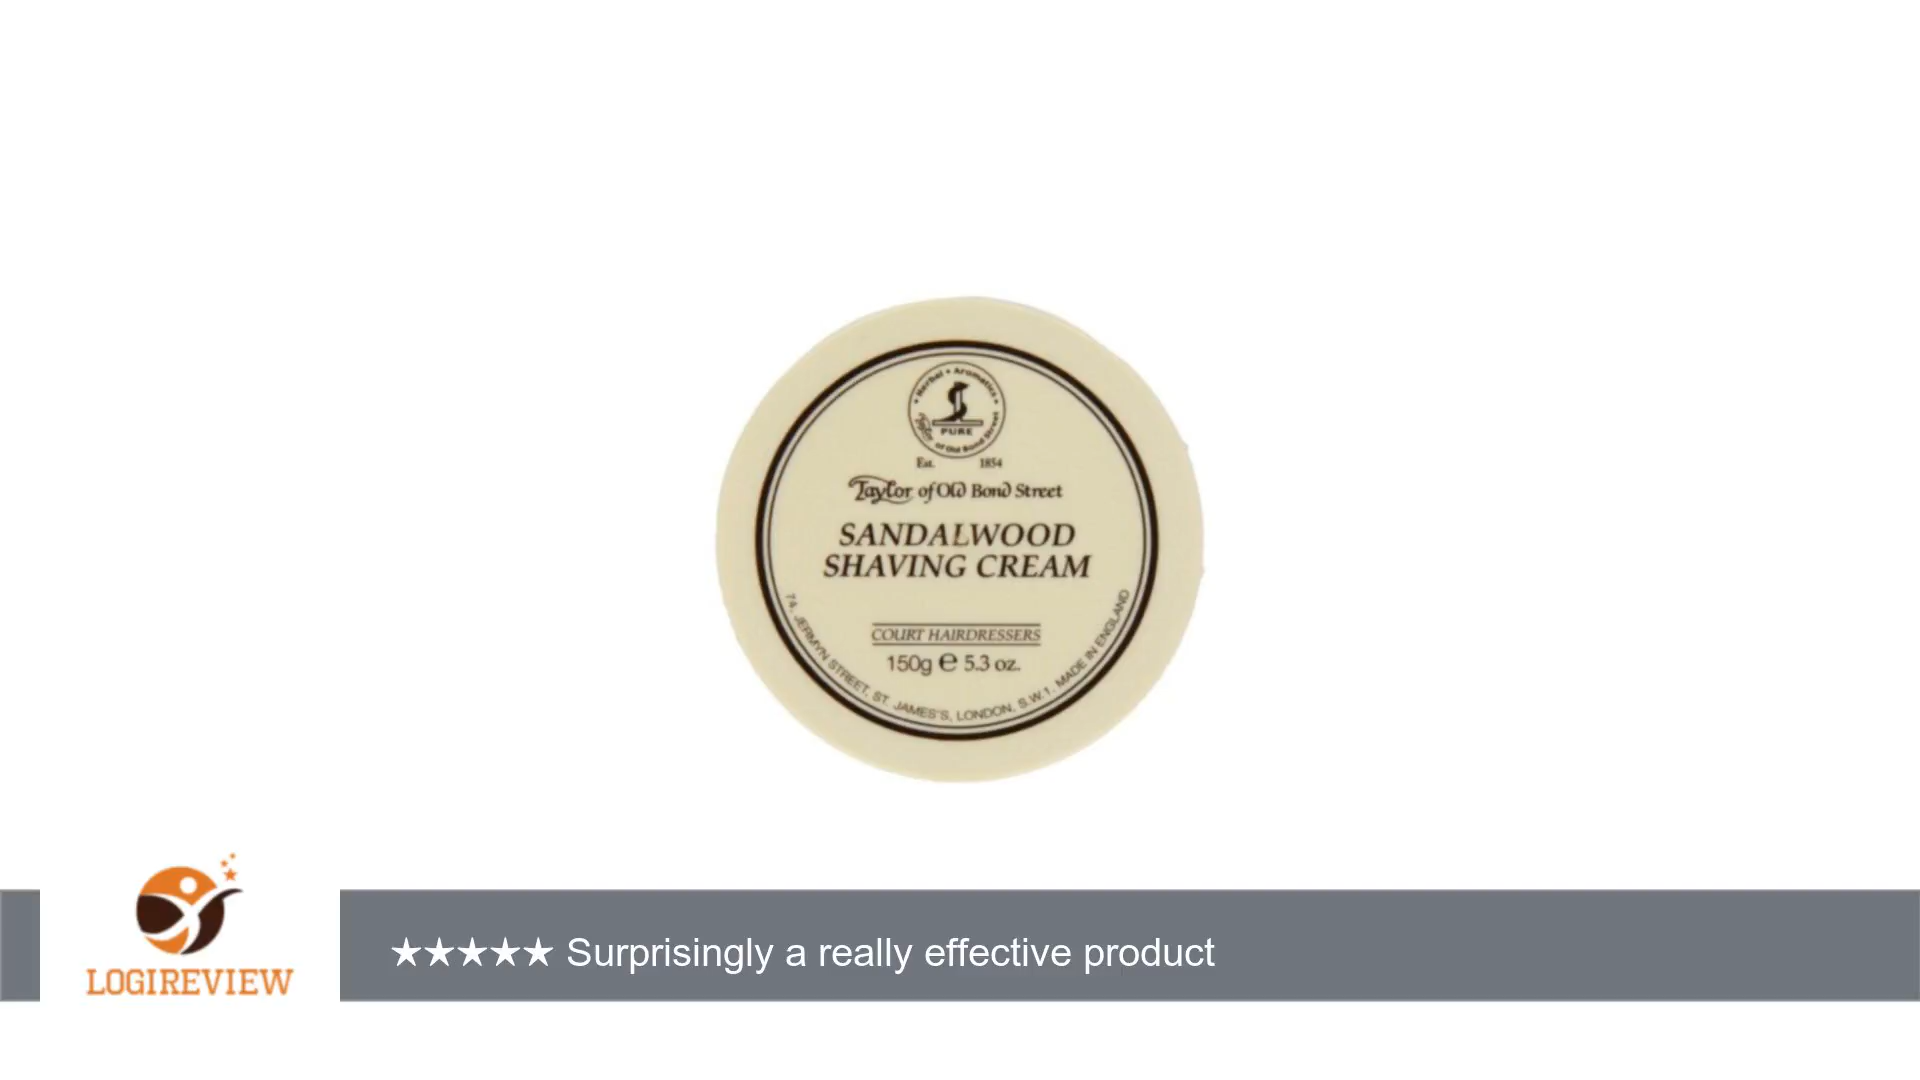 Herbal • Aromatics
PURE
Taylor of Old Bond Street
Est. 1854
Taylor of Old Bond Street
SANDALWOOD
SHAVING CREAM
COURT HAIRDRESSERS
150g ℮ 5.3 oz.
74, JERMYN STREET, ST. JAMES'S, LONDON, S.W.1, MADE IN ENGLAND
LOGIREVIEW
★★★★★ Surprisingly a really effective product